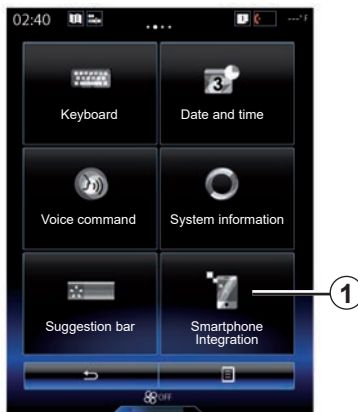 02:40
---°F
Keyboard
3
Date and time
Voice command
System information
Suggestion bar
Smartphone
Integration
1
OFF